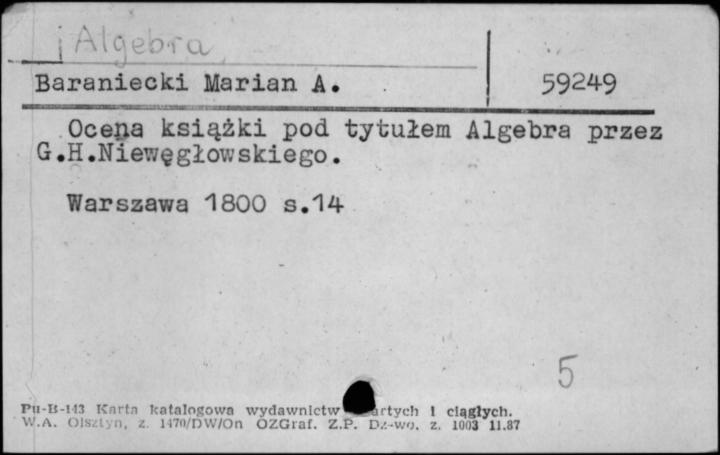 Algebra
Baraniecki Marian A.
59249
Ocena książki pod tytułem Algebra przez
G.H.Niewęgłowskiego.
Warszawa 1800 s.14
5
Pu-B-143 Karta katalogowa wydawnictw artych i ciągłych.
W.A. Olsztyn, z. 1470/DW/On OZGraf. Z.P. Dz-wo, z. 1003 11.87